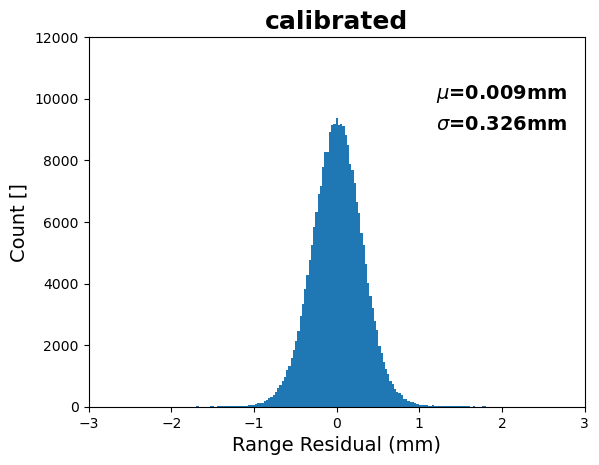 calibrated
12000
10000
8000
6000
4000
2000
0
Count []
μ=0.009mm
σ=0.326mm
−3
−2
−1
0
1
2
3
Range Residual (mm)